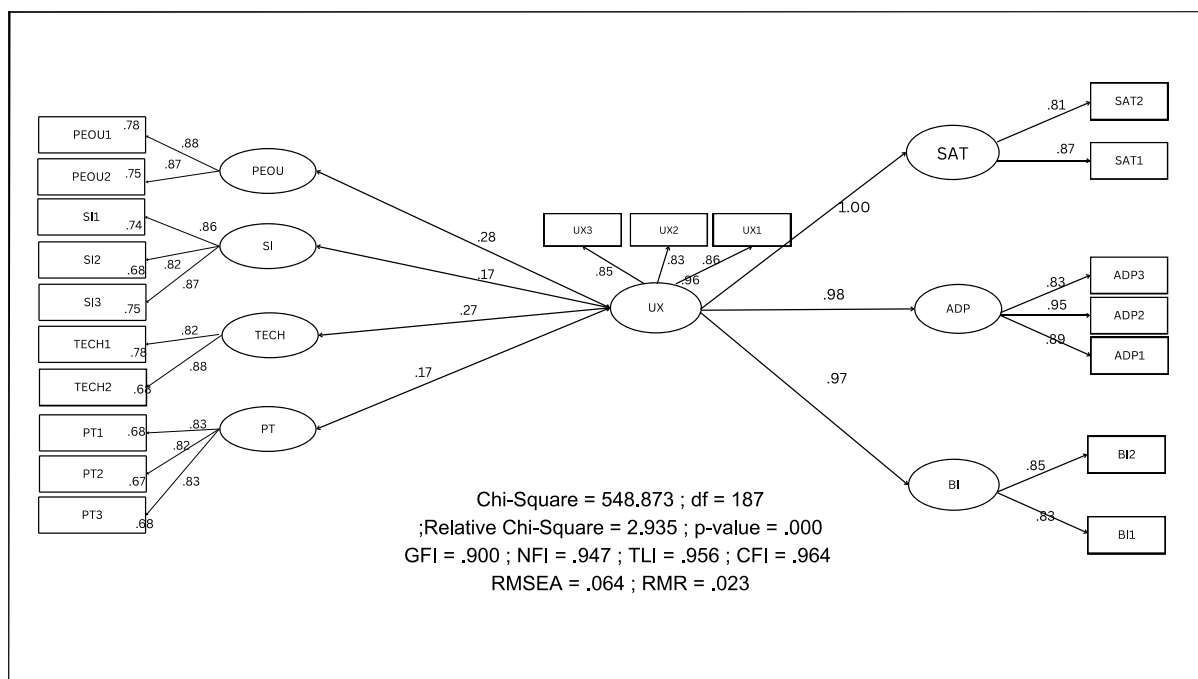 PEOU1
.78
.88
PEOU2
.75
.87
PEOU
SI1
.74
.86
SI2
.68
.82
SI
SI3
.75
.87
TECH1
.78
.82
TECH
TECH2
.68
.88
PT1
.68
.83
PT
PT2
.67
.82
PT3
.68
.83
.28
.17
.27
.17
UX3
UX2
UX1
.85
.83
.86
.96
UX
1.00
.98
.97
SAT
.81
SAT2
.87
SAT1
ADP
.83
ADP3
.95
ADP2
.89
ADP1
BI
.85
BI2
.83
BI1
Chi-Square = 548.873 ; df = 187
;Relative Chi-Square = 2.935 ; p-value = .000
GFI = .900 ; NFI = .947 ; TLI = .956 ; CFI = .964
RMSEA = .064 ; RMR = .023